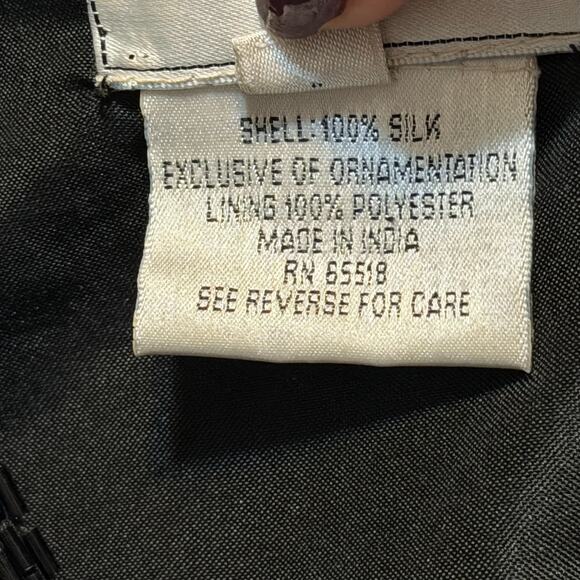 SHELL: 100% SILK
EXCLUSIVE OF ORNAMENTATION
LINING 100% POLYESTER
MADE IN INDIA
RN 65518
SEE REVERSE FOR CARE